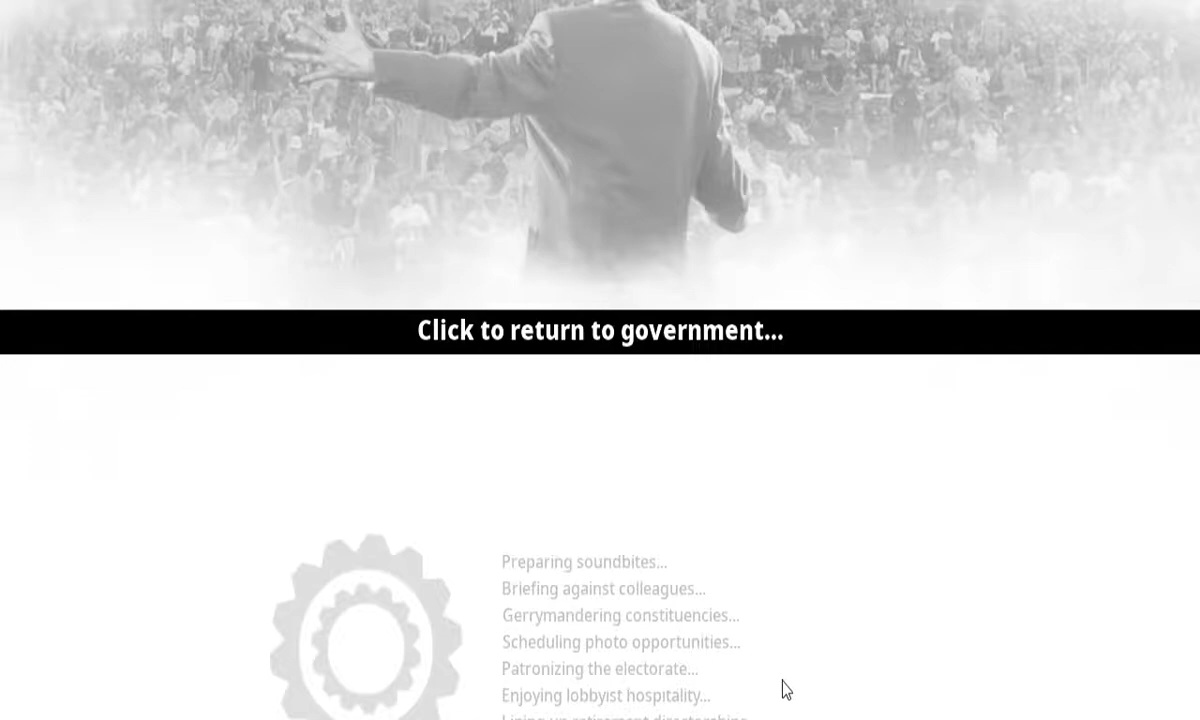 Click to return to government...
Preparing soundbites...
Briefing against colleagues...
Gerrymandering constituencies...
Scheduling photo opportunities...
Patronizing the electorate...
Enjoying lobbyist hospitality...